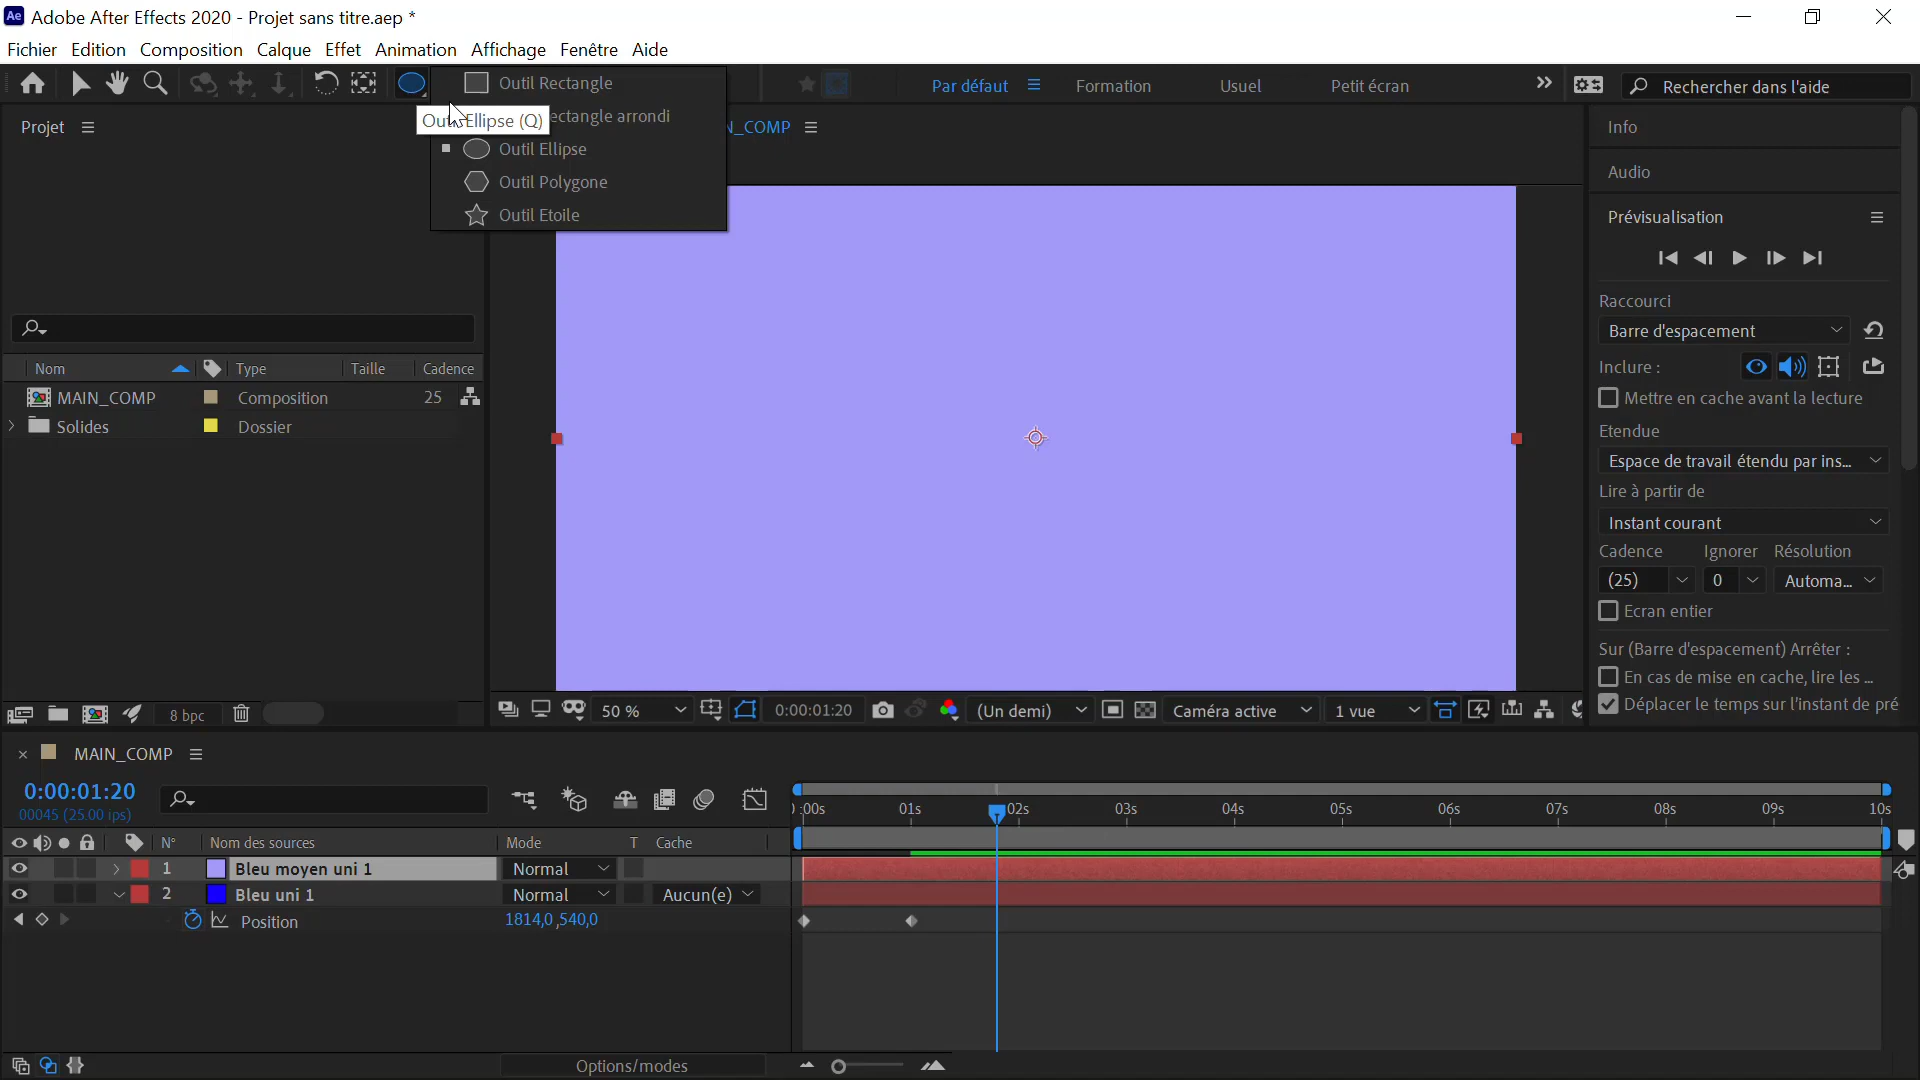 Ae Adobe After Effects 2020 - Projet sans titre.aep *
Fichier Edition Composition Calque Effet Animation Affichage Fenêtre Aide
Outil Rectangle
ectangle arrondi
Outil Ellipse (Q)
Outil Ellipse
Outil Polygone
Outil Etoile
Par défaut Formation Usuel Petit écran
Rechercher dans l'aide
Projet
Nom Type Taille Cadence
MAIN_COMP Composition 25
Solides Dossier
8 bpc
N_COMP
50 % 0:00:01:20 (Un demi) Caméra active 1 vue
Info
Audio
Prévisualisation
Raccourci
Barre d'espacement
Inclure :
Mettre en cache avant la lecture
Etendue
Espace de travail étendu par ins...
Lire à partir de
Instant courant
Cadence Ignorer Résolution
(25) 0 Automa...
Ecran entier
Sur (Barre d'espacement) Arrêter :
En cas de mise en cache, lire les ...
Déplacer le temps sur l'instant de pré
× MAIN_COMP
0:00:01:20
00045 (25.00 ips)
:00s 01s 02s 03s 04s 05s 06s 07s 08s 09s 10s
N° Nom des sources Mode T Cache
1 Bleu moyen uni 1 Normal
2 Bleu uni 1 Normal Aucun(e)
Position 1814,0 ,540,0
Options/modes